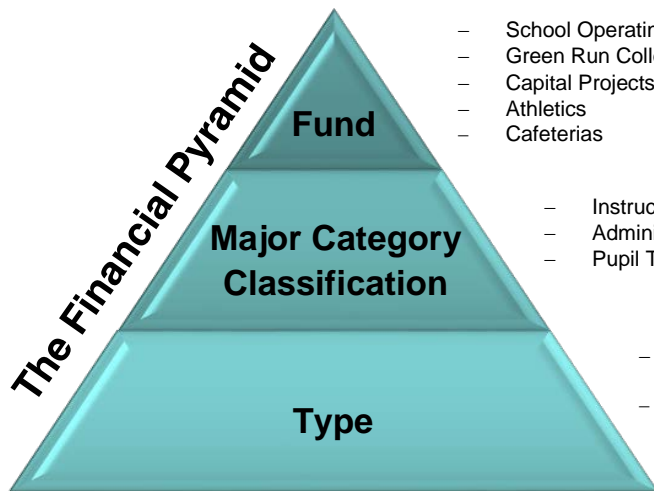 The Financial Pyramid
Fund
– School Operatin
– Green Run Coll
– Capital Projects
– Athletics
– Cafeterias
Major Category
Classification
– Instruc
– Admini
– Pupil T
Type
–
–